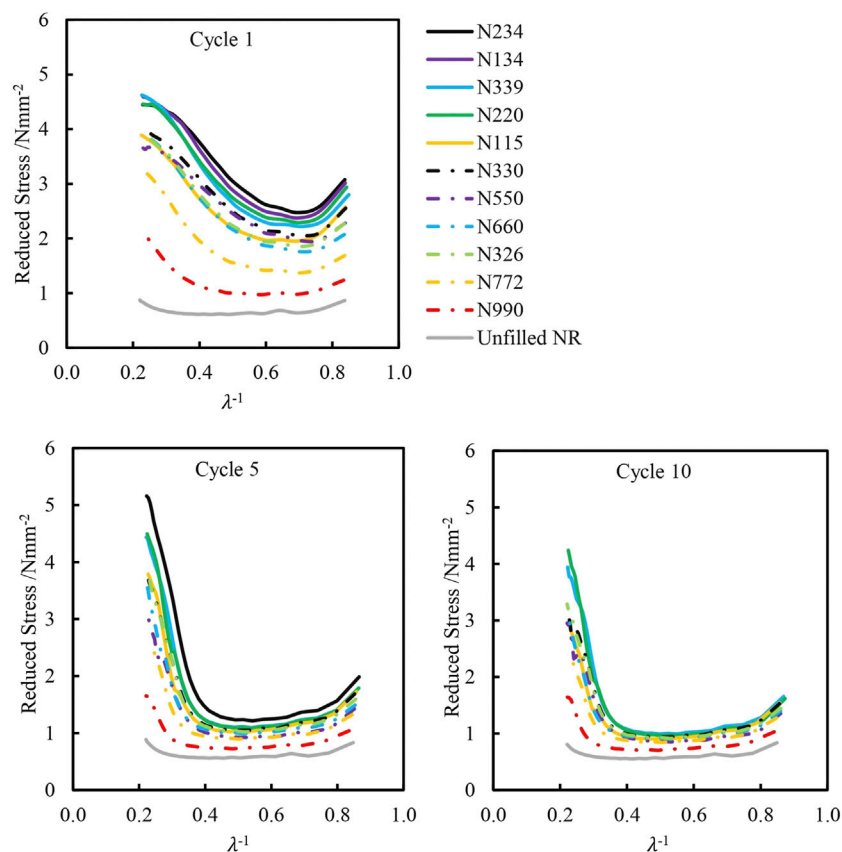 Cycle 1
Reduced Stress /Nmm-2
6
5
4
3
2
1
0
0.0 0.2 0.4 0.6 0.8 1.0
λ-1
N234
N134
N339
N220
N115
N330
N550
N660
N326
N772
N990
Unfilled NR
Cycle 5
Reduced Stress /Nmm-2
6
5
4
3
2
1
0
0.0 0.2 0.4 0.6 0.8 1.0
λ-1
Cycle 10
Reduced Stress /Nmm-2
6
5
4
3
2
1
0
0.0 0.2 0.4 0.6 0.8 1.0
λ-1